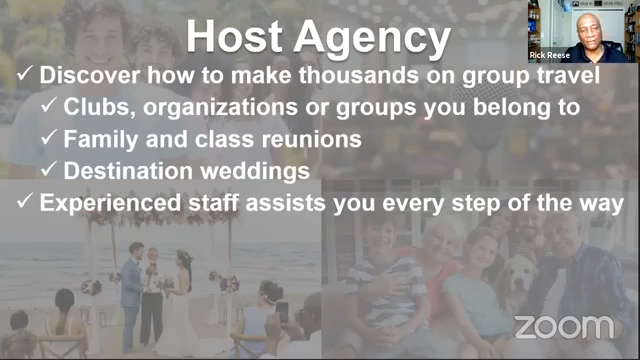 Host Agency
Rick Reese
✓ Discover how to make thousands on group travel
✓ Clubs, organizations or groups you belong to
✓ Family and class reunions
✓ Destination weddings
✓ Experienced staff assists you every step of the way
zoom